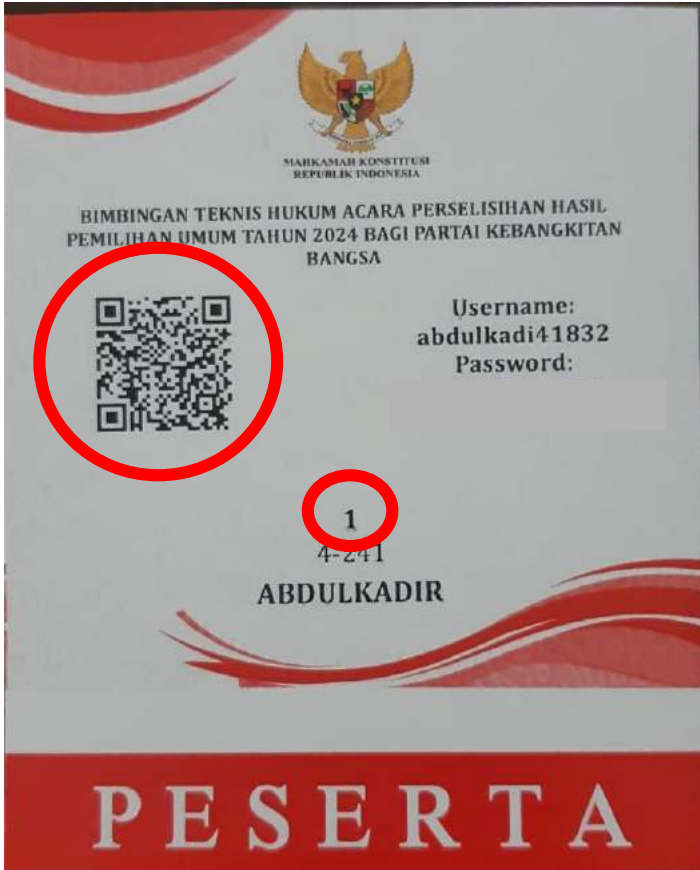 MAHKAMAH KONSTITUSI
REPUBLIK INDONESIA
BIMBINGAN TEKNIS HUKUM ACARA PERSELISIHAN HASIL
PEMILIHAN UMUM TAHUN 2024 BAGI PARTAI KEBANGKITAN
BANGSA
Username:
abdulkadi41832
Password:
1
4-241
ABDULKADIR
PESERTA